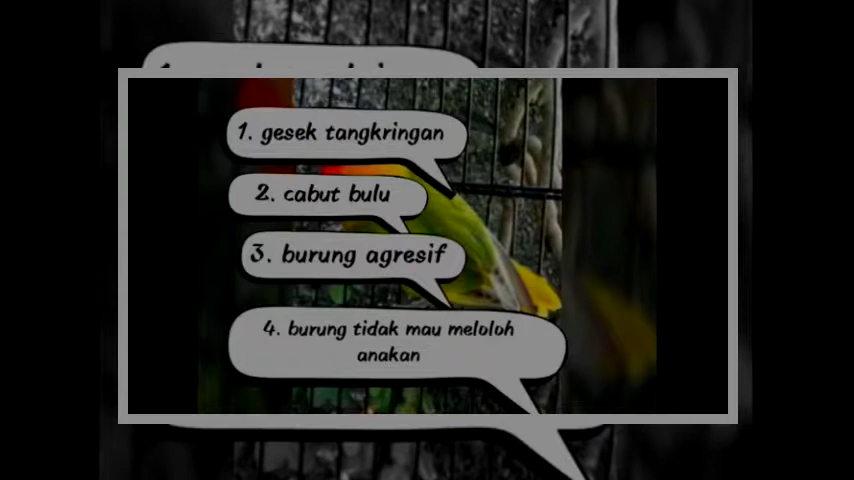 1. gesek tangkringan
2. cabut bulu
3. burung agresif
4. burung tidak mau meloloh
anakan